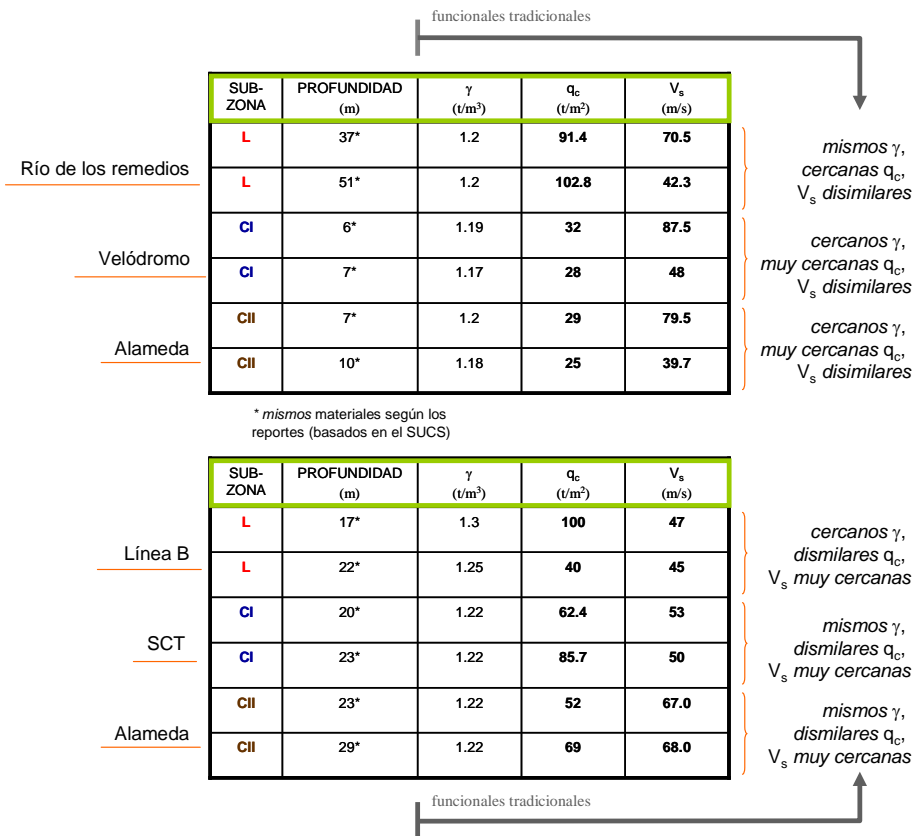 funcionales tradicionales
SUB-ZONA PROFUNDIDAD (m) γ (t/m³) qc (t/m²) Vs (m/s)
Río de los remedios
L 37* 1.2 91.4 70.5
L 51* 1.2 102.8 42.3
mismos γ,
cercanas qc,
Vs disimilares
Velódromo
CI 6* 1.19 32 87.5
CI 7* 1.17 28 48
cercanos γ,
muy cercanas qc,
Vs disimilares
Alameda
CII 7* 1.2 29 79.5
CII 10* 1.18 25 39.7
cercanos γ,
muy cercanas qc,
Vs disimilares
* mismos materiales según los
reportes (basados en el SUCS)
SUB-ZONA PROFUNDIDAD (m) γ (t/m³) qc (t/m²) Vs (m/s)
Línea B
L 17* 1.3 100 47
L 22* 1.25 40 45
cercanos γ,
dismilares qc,
Vs muy cercanas
SCT
CI 20* 1.22 62.4 53
CI 23* 1.22 85.7 50
mismos γ,
dismilares qc,
Vs muy cercanas
Alameda
CII 23* 1.22 52 67.0
CII 29* 1.22 69 68.0
mismos γ,
dismilares qc,
Vs muy cercanas
funcionales tradicionales